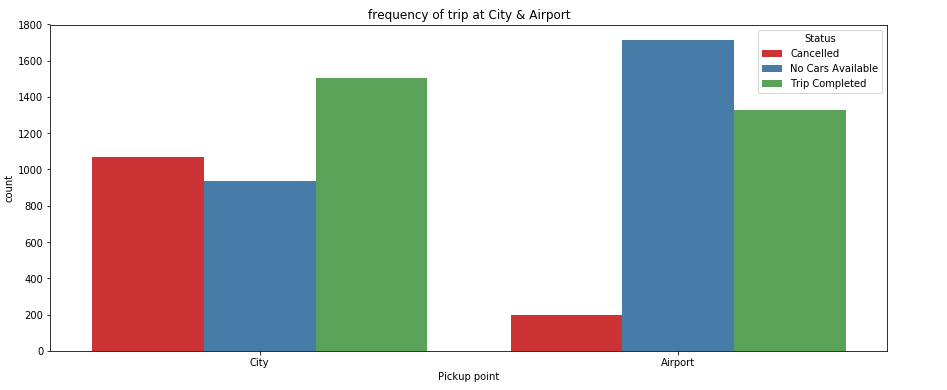 frequency of trip at City & Airport
Status
Cancelled
No Cars Available
Trip Completed
1800
1600
1400
1200
1000
800
600
400
200
0
count
City
Airport
Pickup point